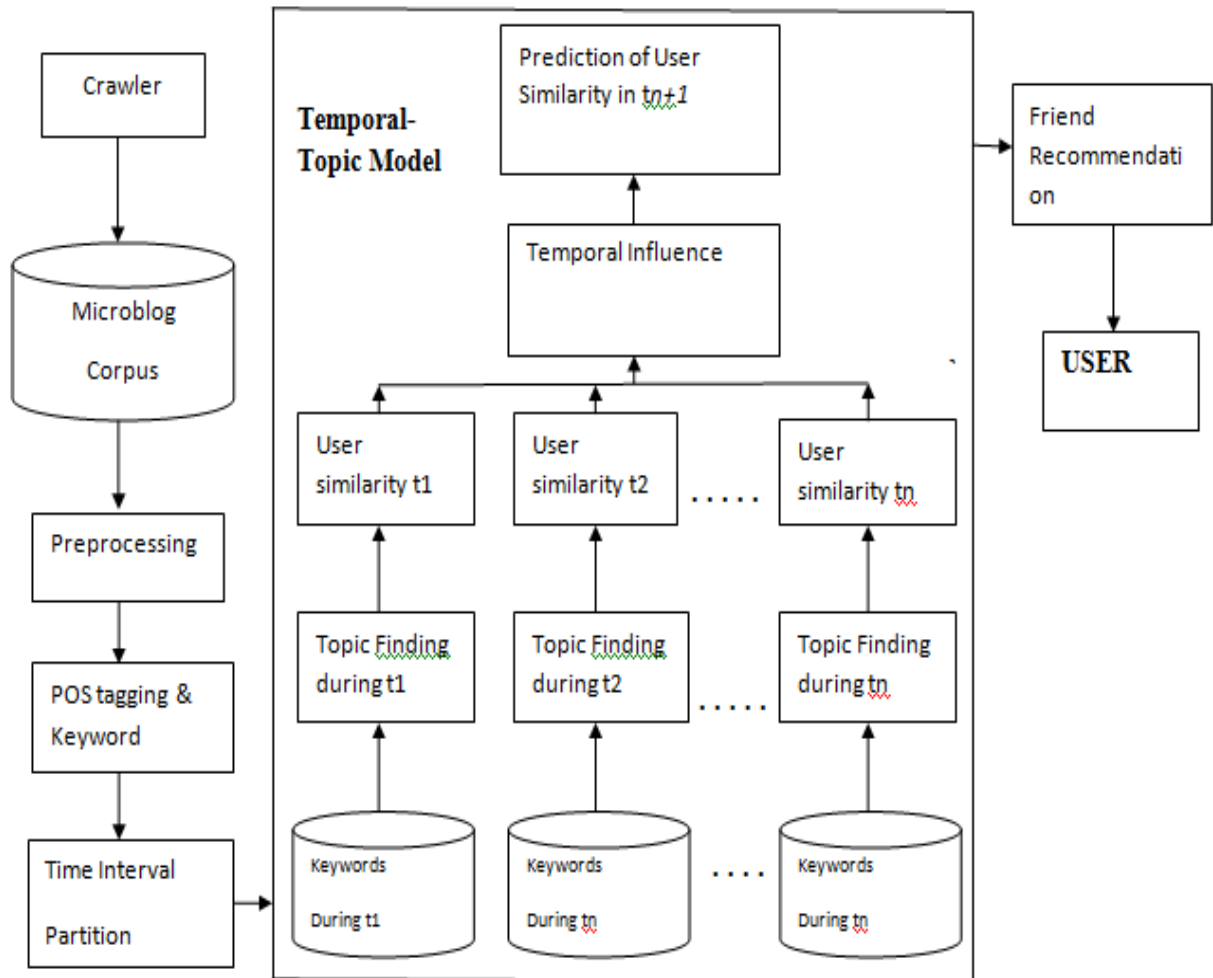 Crawler
Microblog
Corpus
Preprocessing
POS tagging &
Keyword
Time Interval
Partition
Temporal-
Topic Model
Prediction of User
Similarity in tn+1
Temporal Influence
User
similarity t1
User
similarity t2
. . . . .
User
similarity tn
Topic Finding
during t1
Topic Finding
during t2
. . . . .
Topic Finding
during tn
Keywords
During t1
Keywords
During tn
. . . .
Keywords
During tn
Friend
Recommendati
on
USER